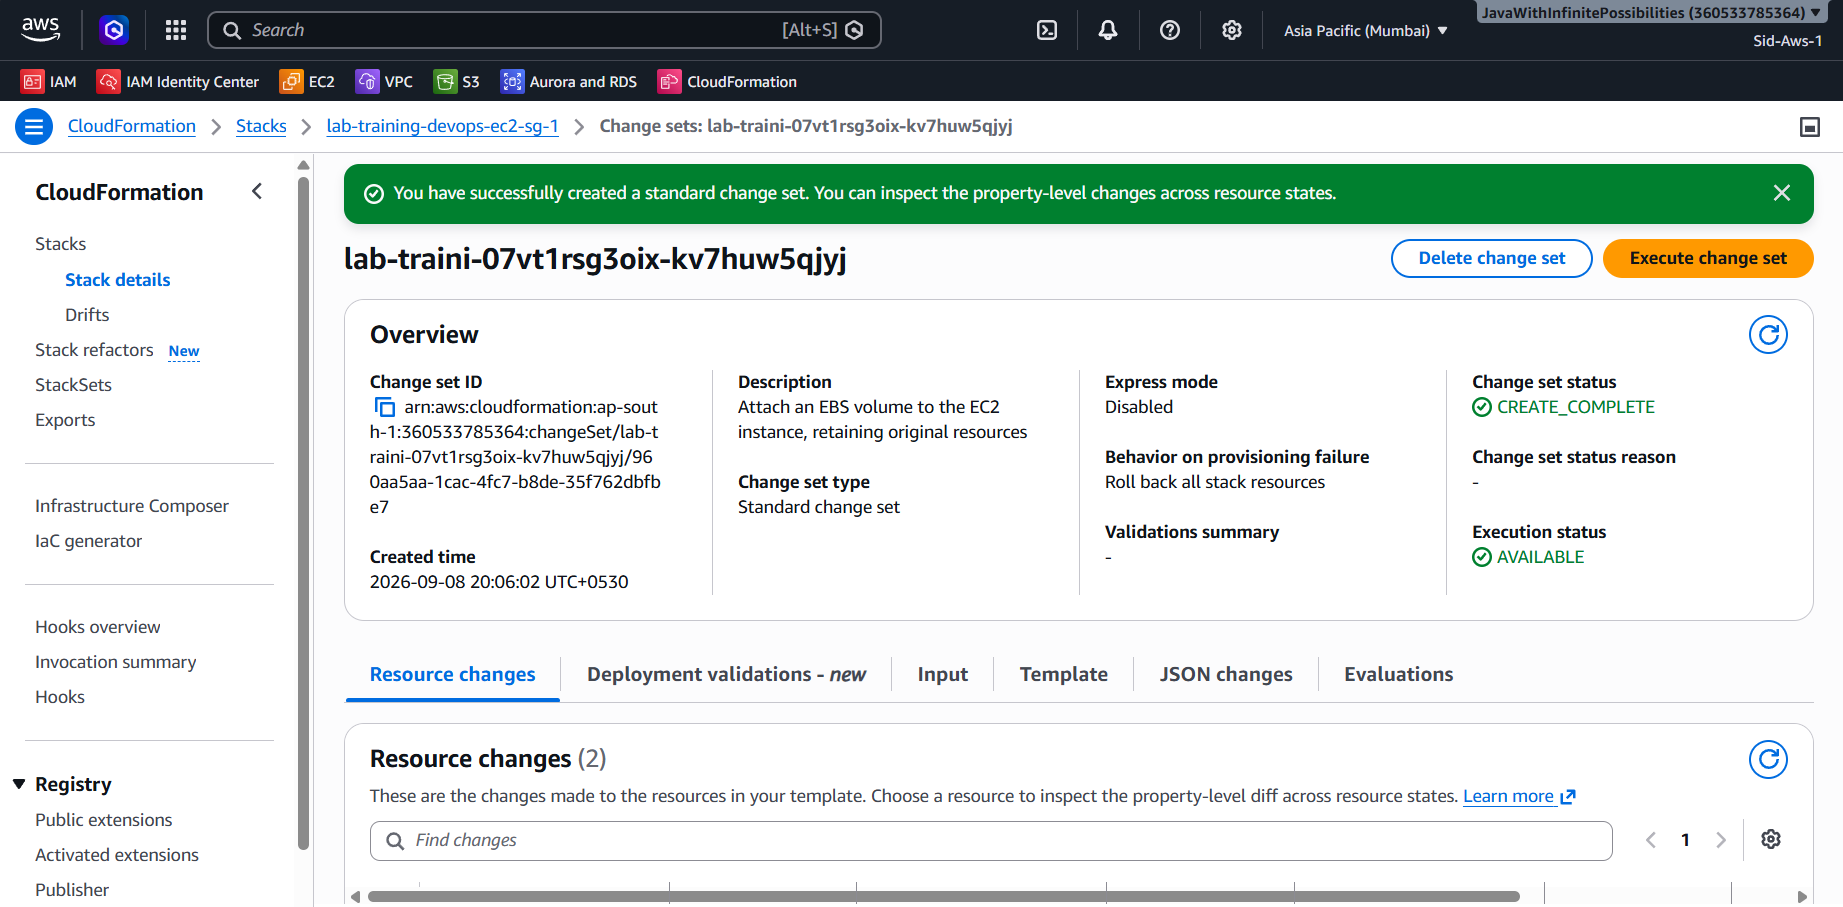 aws
Search
[Alt+S]
Asia Pacific (Mumbai)
JavaWithInfinitePossibilities (360533785364)
Sid-Aws-1
IAM
IAM Identity Center
EC2
VPC
S3
Aurora and RDS
CloudFormation
CloudFormation
Stacks
lab-training-devops-ec2-sg-1
Change sets: lab-traini-07vt1rsg3oix-kv7huw5qjyj
CloudFormation
Stacks
Stack details
Drifts
Stack refactors New
StackSets
Exports
Infrastructure Composer
IaC generator
Hooks overview
Invocation summary
Hooks
Registry
Public extensions
Activated extensions
Publisher
You have successfully created a standard change set. You can inspect the property-level changes across resource states.
lab-traini-07vt1rsg3oix-kv7huw5qjyj
Delete change set
Execute change set
Overview
Change set ID
arn:aws:cloudformation:ap-sout
h-1:360533785364:changeSet/lab-t
raini-07vt1rsg3oix-kv7huw5qjyj/96
0aa5aa-1cac-4fc7-b8de-35f762dbfb
e7
Created time
2026-09-08 20:06:02 UTC+0530
Description
Attach an EBS volume to the EC2
instance, retaining original resources
Change set type
Standard change set
Express mode
Disabled
Behavior on provisioning failure
Roll back all stack resources
Validations summary
-
Change set status
CREATE_COMPLETE
Change set status reason
-
Execution status
AVAILABLE
Resource changes
Deployment validations - new
Input
Template
JSON changes
Evaluations
Resource changes (2)
These are the changes made to the resources in your template. Choose a resource to inspect the property-level diff across resource states. Learn more
Find changes
1